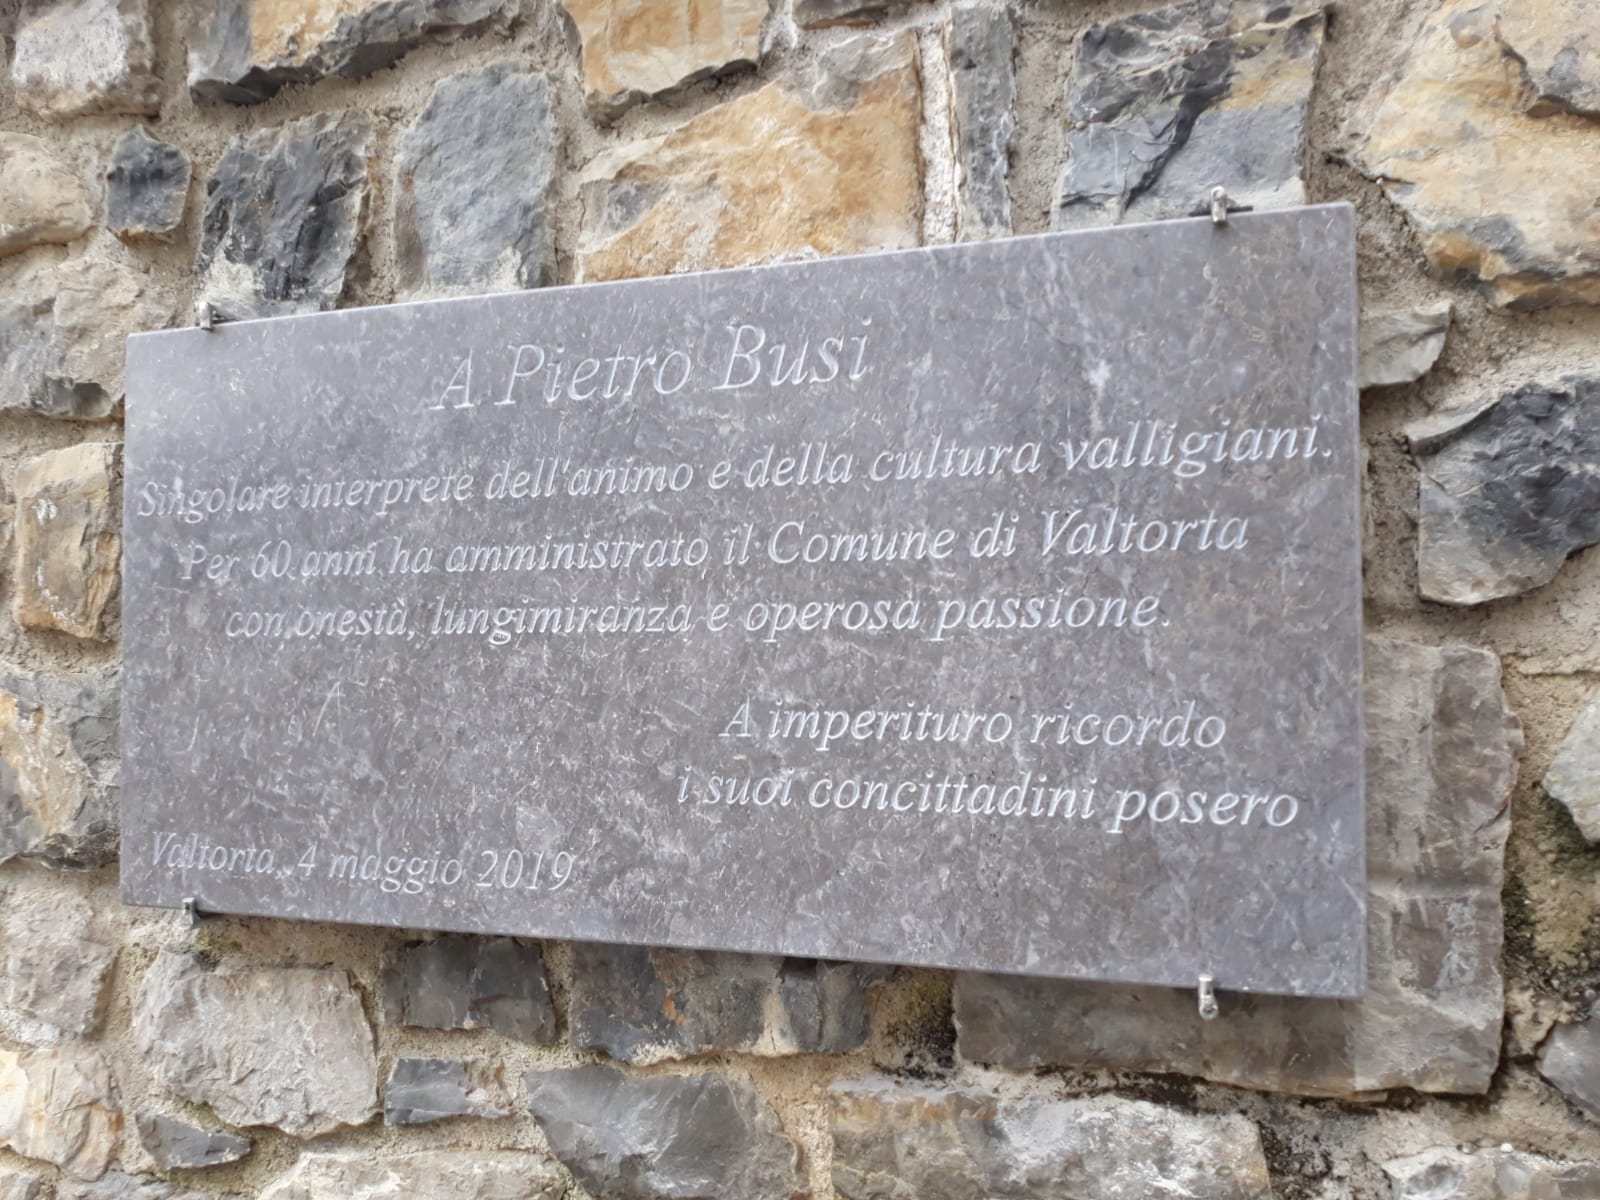 A Pietro Busi
Singolare interprete dell'animo e della cultura valligiani.
Per 60 anni ha amministrato il Comune di Valtorta
con onestà, lungimiranza e operosa passione.
A imperituro ricordo
i suoi concittadini posero
Valtorta, 4 maggio 2019